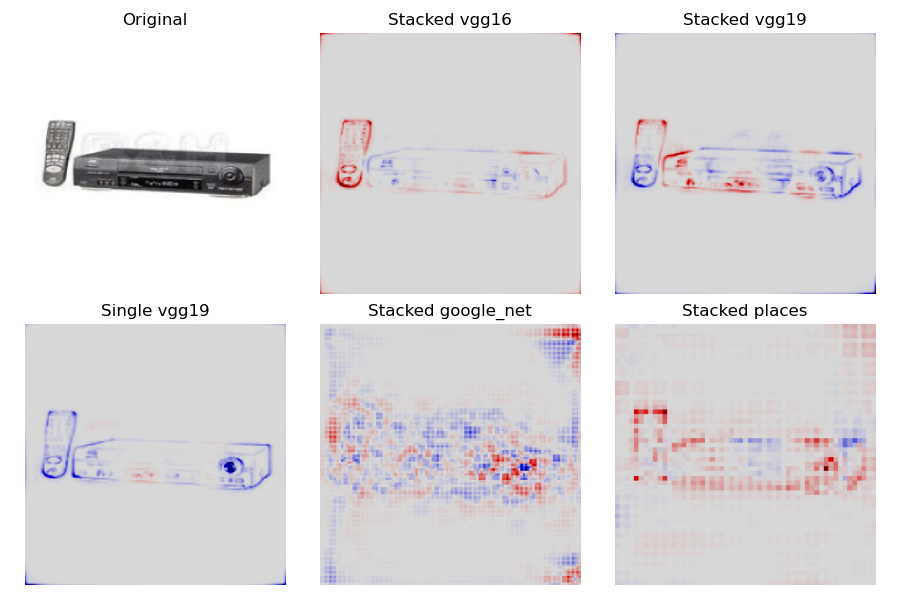 Original
Stacked vgg16
Stacked vgg19
Single vgg19
Stacked google_net
Stacked places